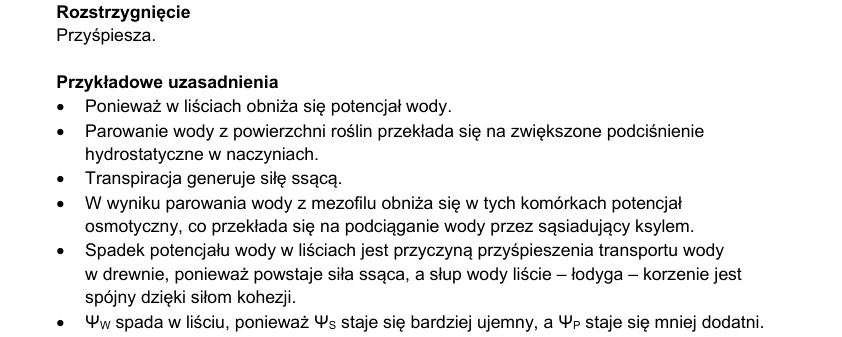 Rozstrzygnięcie
Przyśpiesza.
Przykładowe uzasadnienia
• Ponieważ w liściach obniża się potencjał wody.
• Parowanie wody z powierzchni roślin przekłada się na zwiększone podciśnienie
hydrostatyczne w naczyniach.
• Transpiracja generuje siłę ssącą.
• W wyniku parowania wody z mezofilu obniża się w tych komórkach potencjał
osmotyczny, co przekłada się na podciąganie wody przez sąsiadujący ksylem.
• Spadek potencjału wody w liściach jest przyczyną przyśpieszenia transportu wody
w drewnie, ponieważ powstaje siła ssąca, a słup wody liście – łodyga – korzenie jest
spójny dzięki siłom kohezji.
• Ψw spada w liściu, ponieważ Ψs staje się bardziej ujemny, a Ψp staje się mniej dodatni.